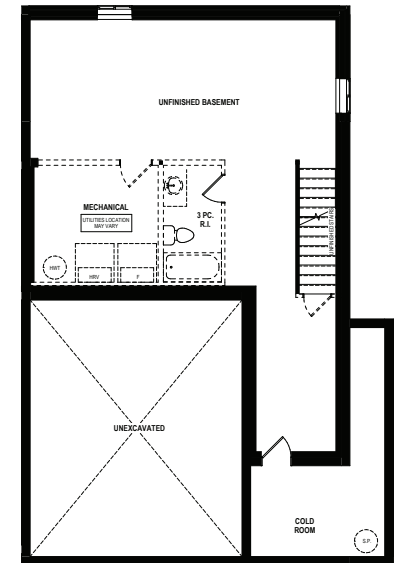 UNFINISHED BASEMENT
MECHANICAL
UTILITIES LOCATION
MAY VARY
3 PC.
R.I.
UNFINISHED STAIRS
HWT
HRV
F
UNEXCAVATED
COLD
ROOM
S.P.